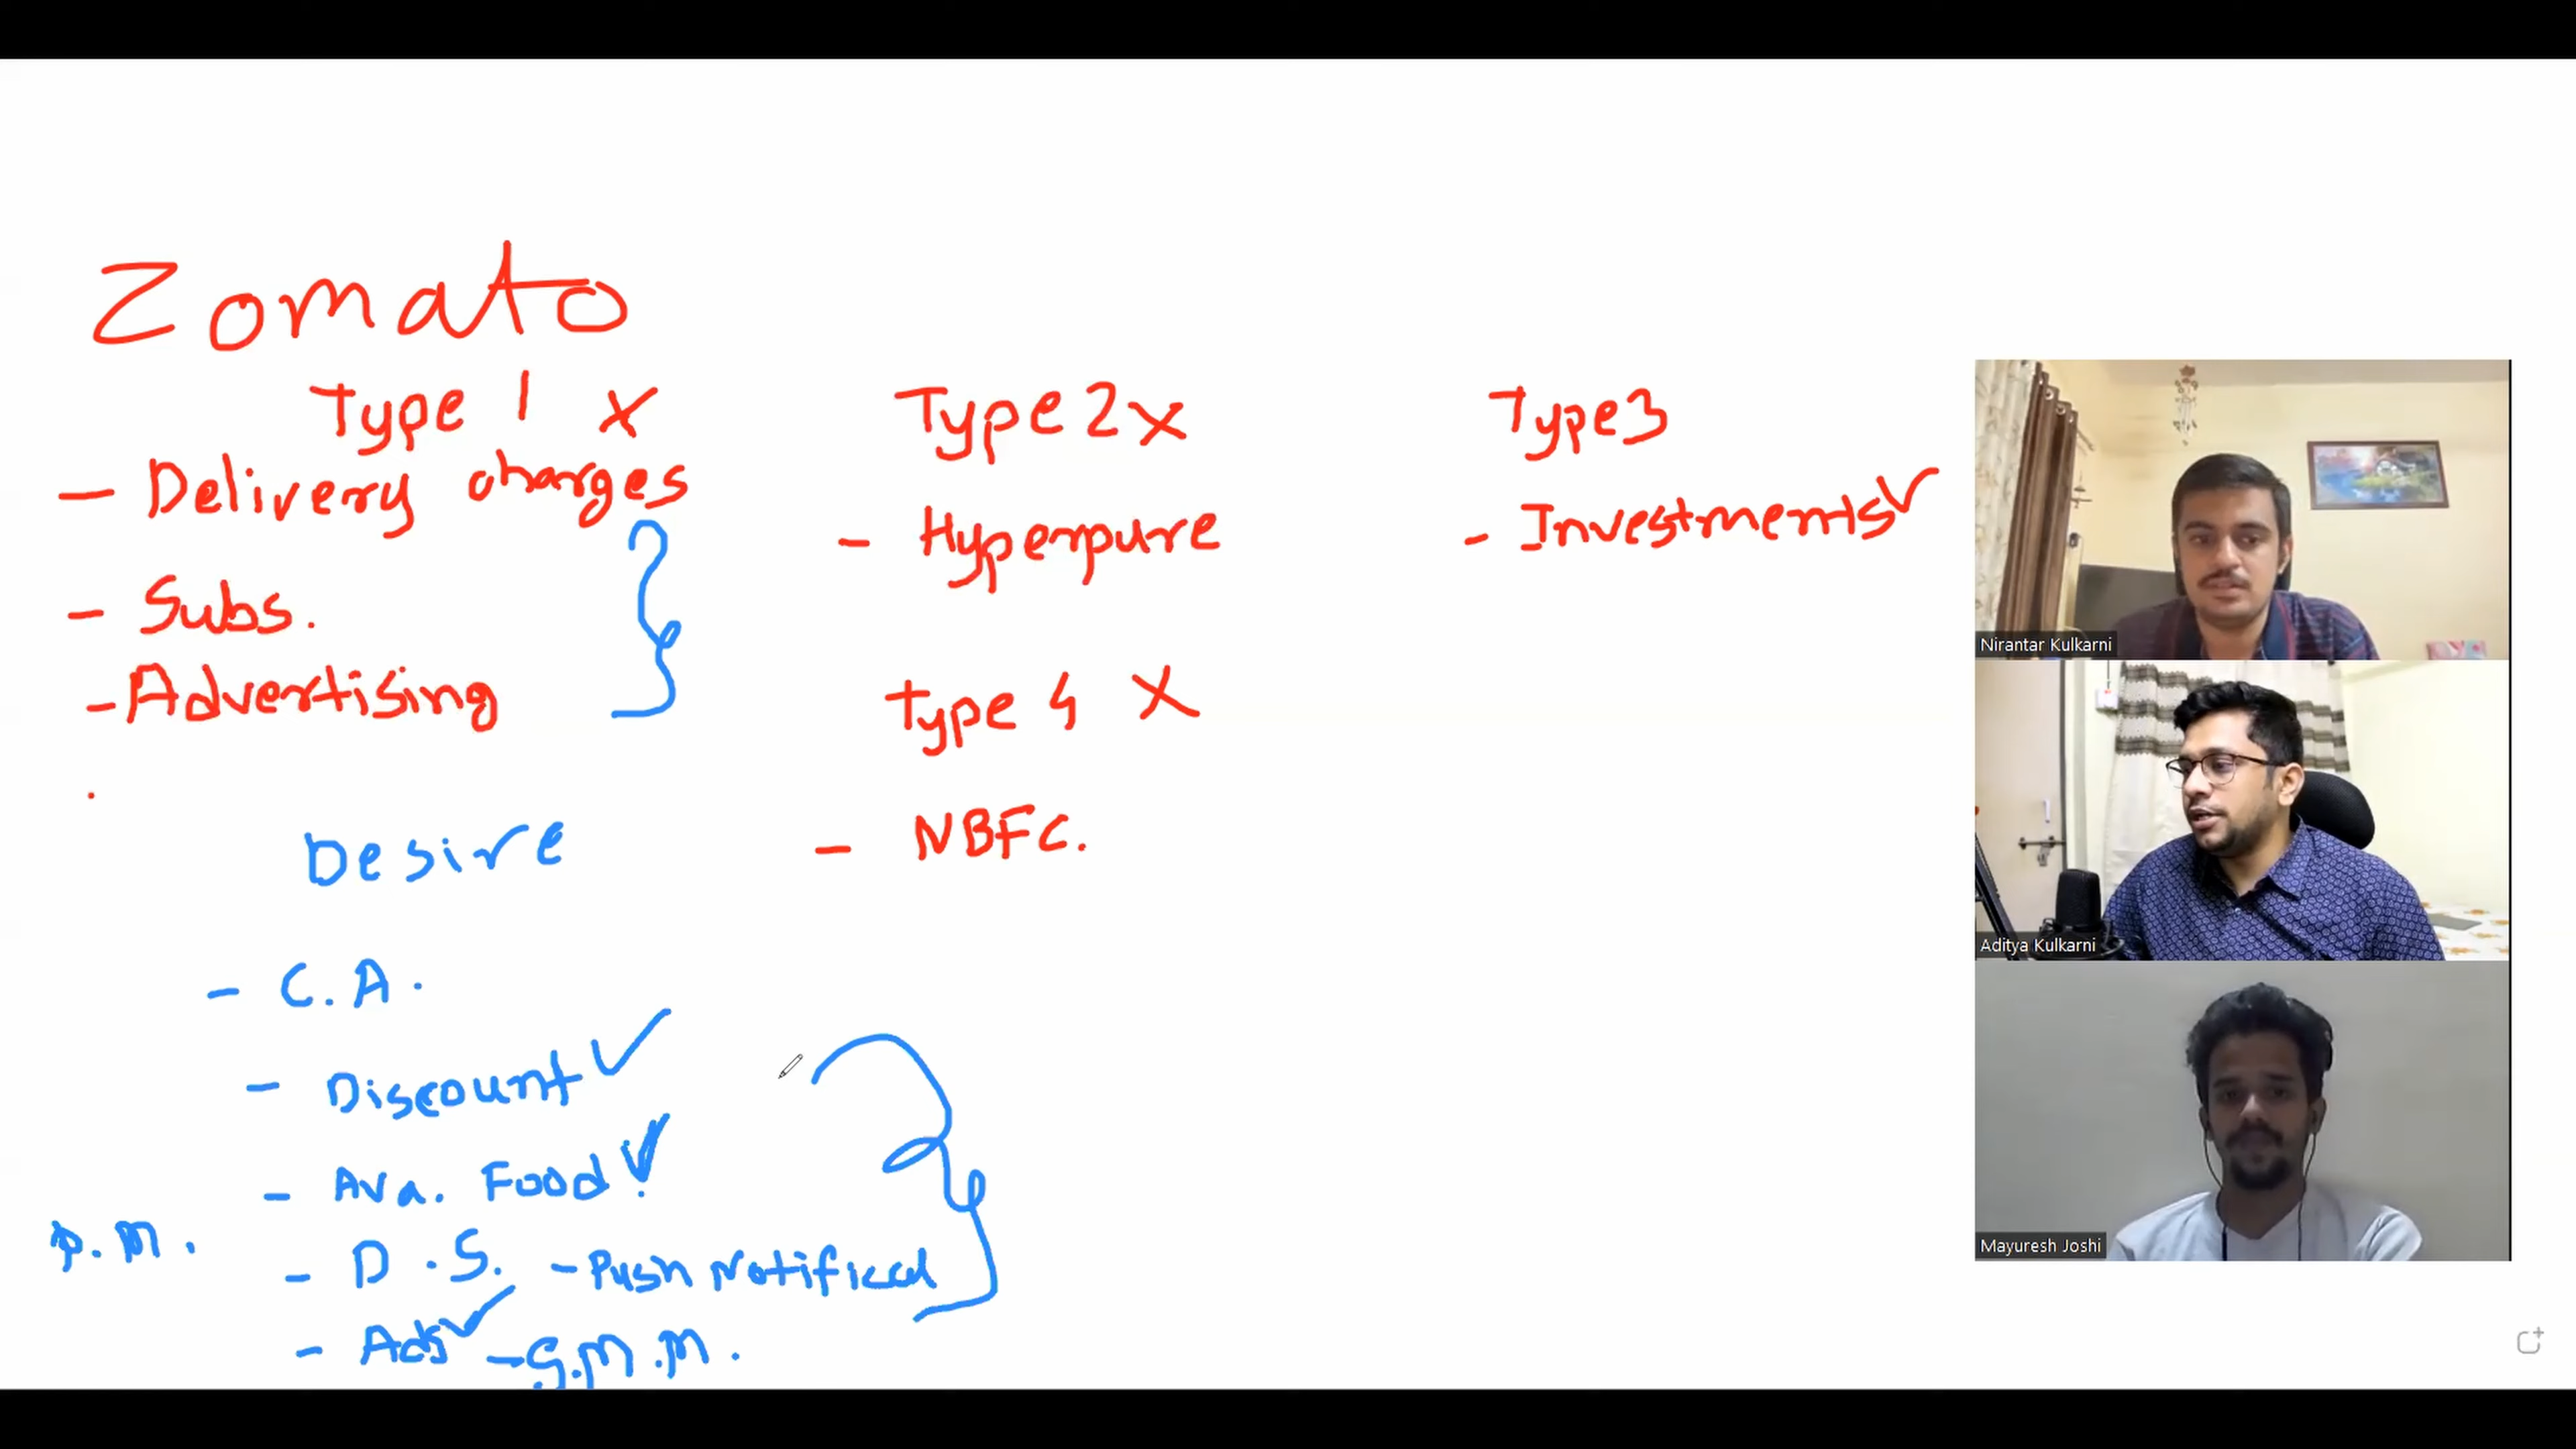 Zomato
Type 1 x
- Delivery charges
- Subs.
- Advertising
Type 2 x
- Hyperpure
Type 3
- Investments ✓
Type 4 X
- NBFC.
Desire
- C.A.
- Discount ✓
- Ava. Food ✓
P.M.
- D.S. - Push Notificad
- Ads ✓ - S.M.M.
Nirantar Kulkarni
Aditya Kulkarni
Mayuresh Joshi